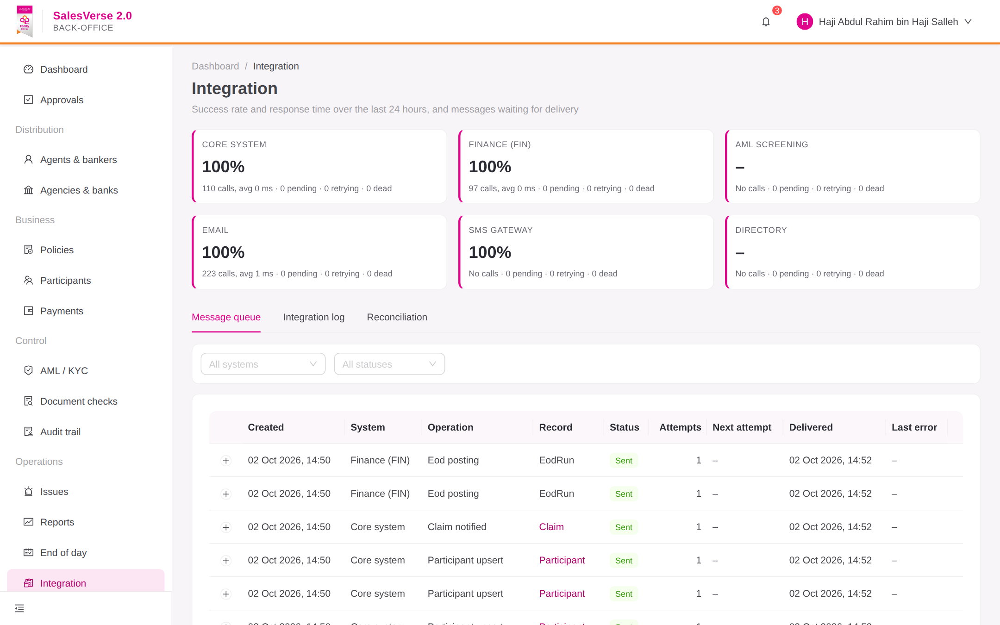 SalesVerse 2.0
BACK-OFFICE
3
H
Haji Abdul Rahim bin Haji Salleh
Family
Takaful
Dashboard
Approvals
Distribution
Agents & bankers
Agencies & banks
Business
Policies
Participants
Payments
Control
AML / KYC
Document checks
Audit trail
Operations
Issues
Reports
End of day
Integration
Dashboard / Integration
Integration
Success rate and response time over the last 24 hours, and messages waiting for delivery
CORE SYSTEM
100%
110 calls, avg 0 ms · 0 pending · 0 retrying · 0 dead
FINANCE (FIN)
100%
97 calls, avg 0 ms · 0 pending · 0 retrying · 0 dead
AML SCREENING
–
No calls · 0 pending · 0 retrying · 0 dead
EMAIL
100%
223 calls, avg 1 ms · 0 pending · 0 retrying · 0 dead
SMS GATEWAY
100%
No calls · 0 pending · 0 retrying · 0 dead
DIRECTORY
–
No calls · 0 pending · 0 retrying · 0 dead
Message queue Integration log Reconciliation
All systems All statuses
Created System Operation Record Status Attempts Next attempt Delivered Last error
02 Oct 2026, 14:50 Finance (FIN) Eod posting EodRun Sent 1 – 02 Oct 2026, 14:52 –
02 Oct 2026, 14:50 Finance (FIN) Eod posting EodRun Sent 1 – 02 Oct 2026, 14:52 –
02 Oct 2026, 14:50 Core system Claim notified Claim Sent 1 – 02 Oct 2026, 14:52 –
02 Oct 2026, 14:50 Core system Participant upsert Participant Sent 1 – 02 Oct 2026, 14:52 –
02 Oct 2026, 14:50 Core system Participant upsert Participant Sent 1 – 02 Oct 2026, 14:52 –